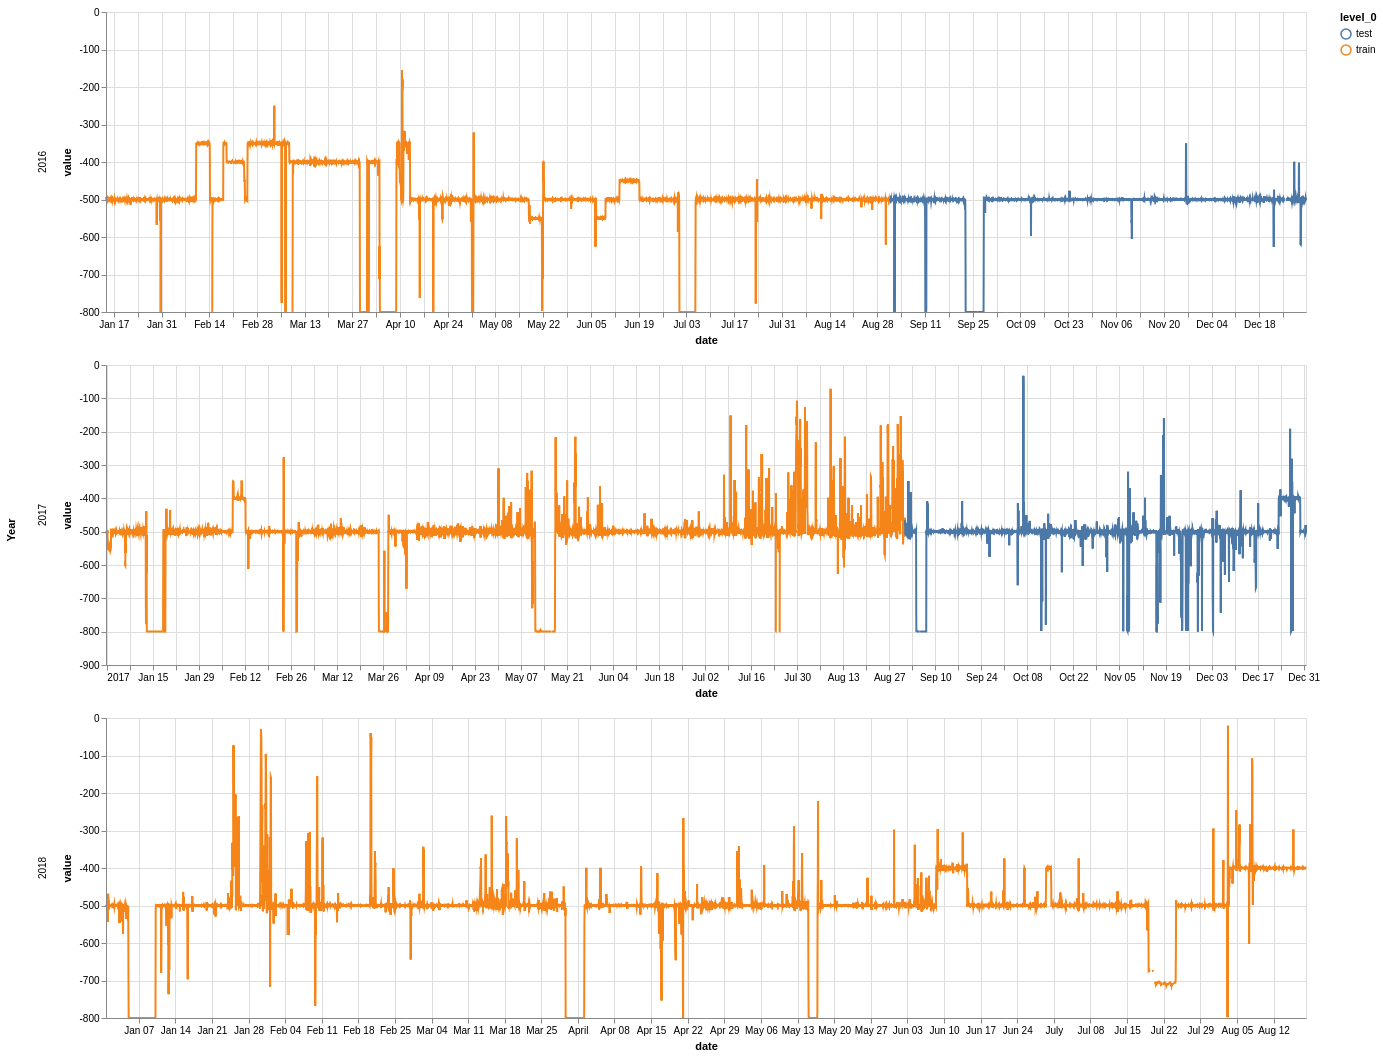 level_0
test
train
Year
2016
value
0
-100
-200
-300
-400
-500
-600
-700
-800
Jan 17 Jan 31 Feb 14 Feb 28 Mar 13 Mar 27 Apr 10 Apr 24 May 08 May 22 Jun 05 Jun 19 Jul 03 Jul 17 Jul 31 Aug 14 Aug 28 Sep 11 Sep 25 Oct 09 Oct 23 Nov 06 Nov 20 Dec 04 Dec 18
date
2017
value
0
-100
-200
-300
-400
-500
-600
-700
-800
-900
2017 Jan 15 Jan 29 Feb 12 Feb 26 Mar 12 Mar 26 Apr 09 Apr 23 May 07 May 21 Jun 04 Jun 18 Jul 02 Jul 16 Jul 30 Aug 13 Aug 27 Sep 10 Sep 24 Oct 08 Oct 22 Nov 05 Nov 19 Dec 03 Dec 17 Dec 31
date
2018
value
0
-100
-200
-300
-400
-500
-600
-700
-800
Jan 07 Jan 14 Jan 21 Jan 28 Feb 04 Feb 11 Feb 18 Feb 25 Mar 04 Mar 11 Mar 18 Mar 25 April Apr 08 Apr 15 Apr 22 Apr 29 May 06 May 13 May 20 May 27 Jun 03 Jun 10 Jun 17 Jun 24 July Jul 08 Jul 15 Jul 22 Jul 29 Aug 05 Aug 12
date